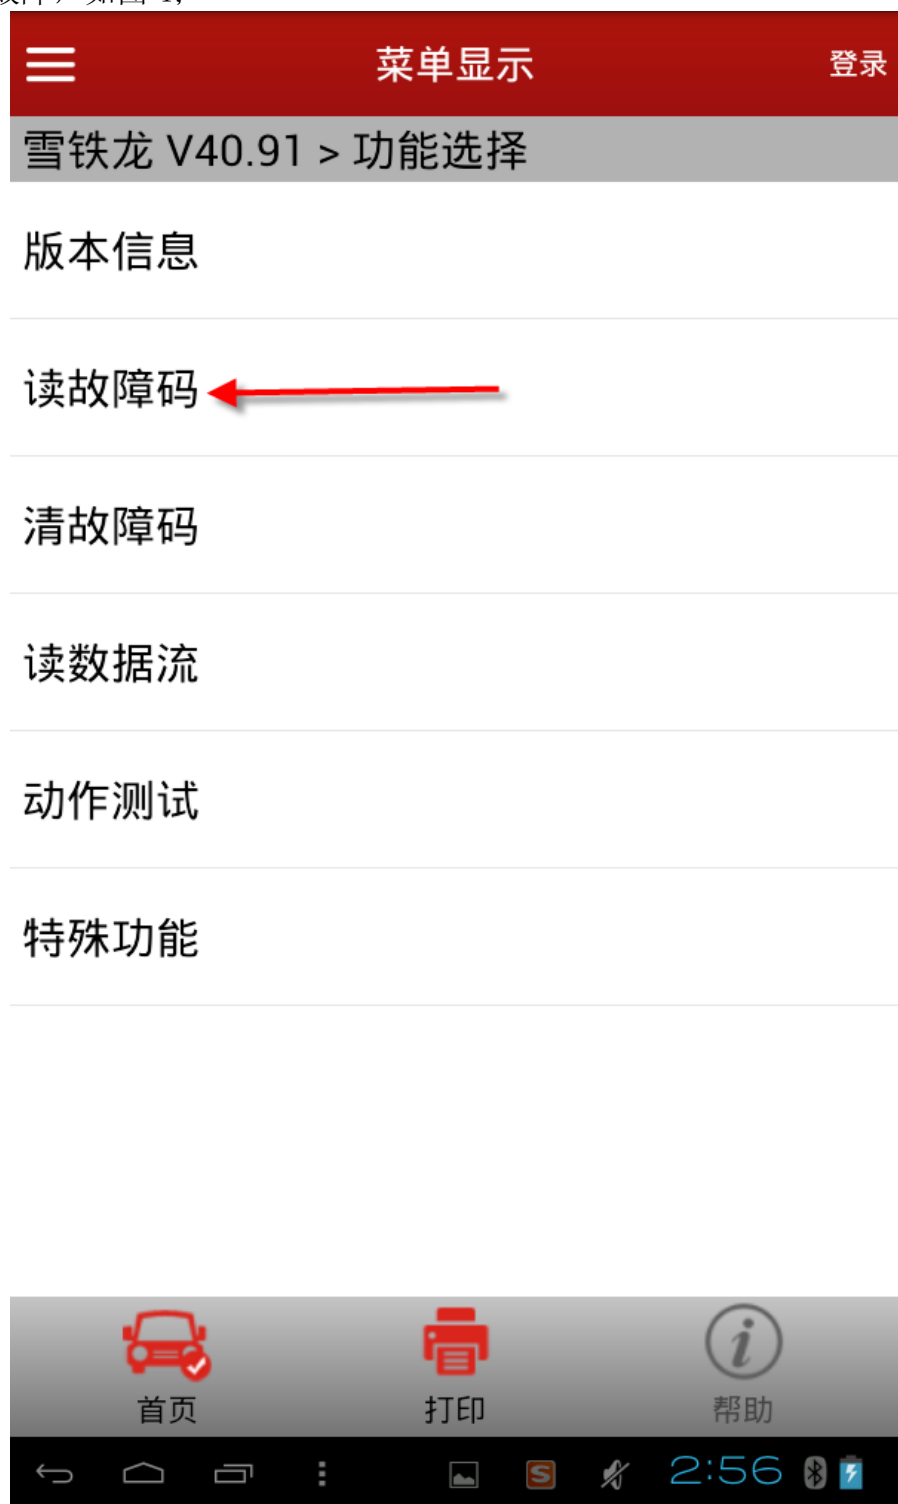 菜单显示
登录
雪铁龙 V40.91 > 功能选择
版本信息
读故障码
清故障码
读数据流
动作测试
特殊功能
首页
打印
帮助
2:56